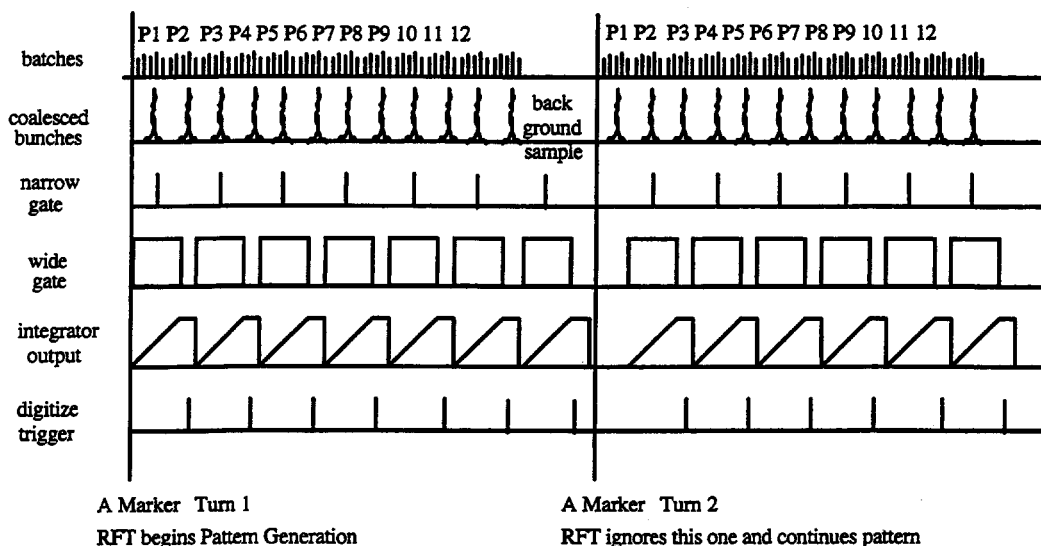 P1 P2 P3 P4 P5 P6 P7 P8 P9 10 11 12
P1 P2 P3 P4 P5 P6 P7 P8 P9 10 11 12
batches
coalesced
bunches
back
ground
sample
narrow
gate
wide
gate
integrator
output
digitize
trigger
A Marker Turn 1
RFT begins Pattern Generation
A Marker Turn 2
RFT ignores this one and continues pattern